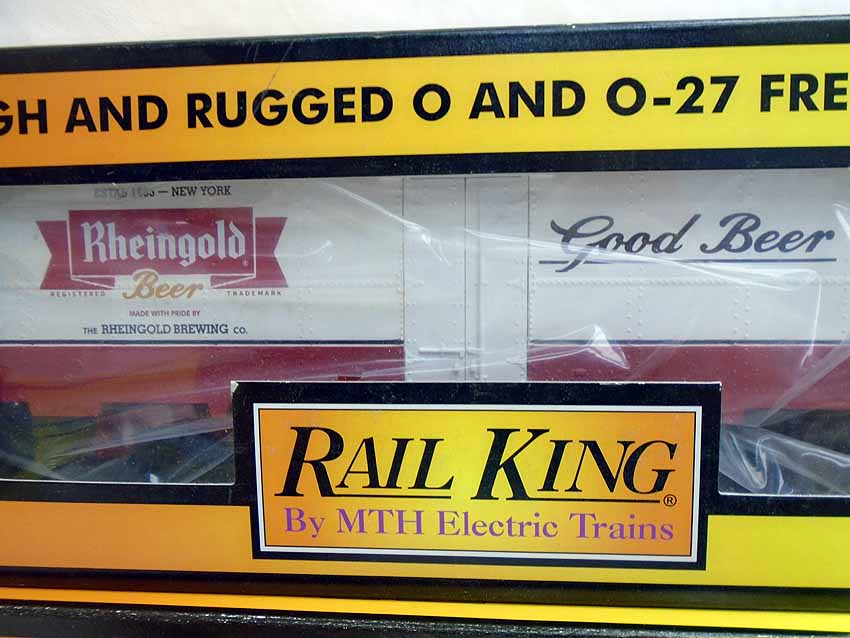 GH AND RUGGED O AND O-27 FRE
NEW YORK
Rheingold ®
Beer
REGISTERED TRADEMARK
MADE WITH PRIDE BY
THE RHEINGOLD BREWING CO.
Good Beer
RAIL KING ®
By MTH Electric Trains